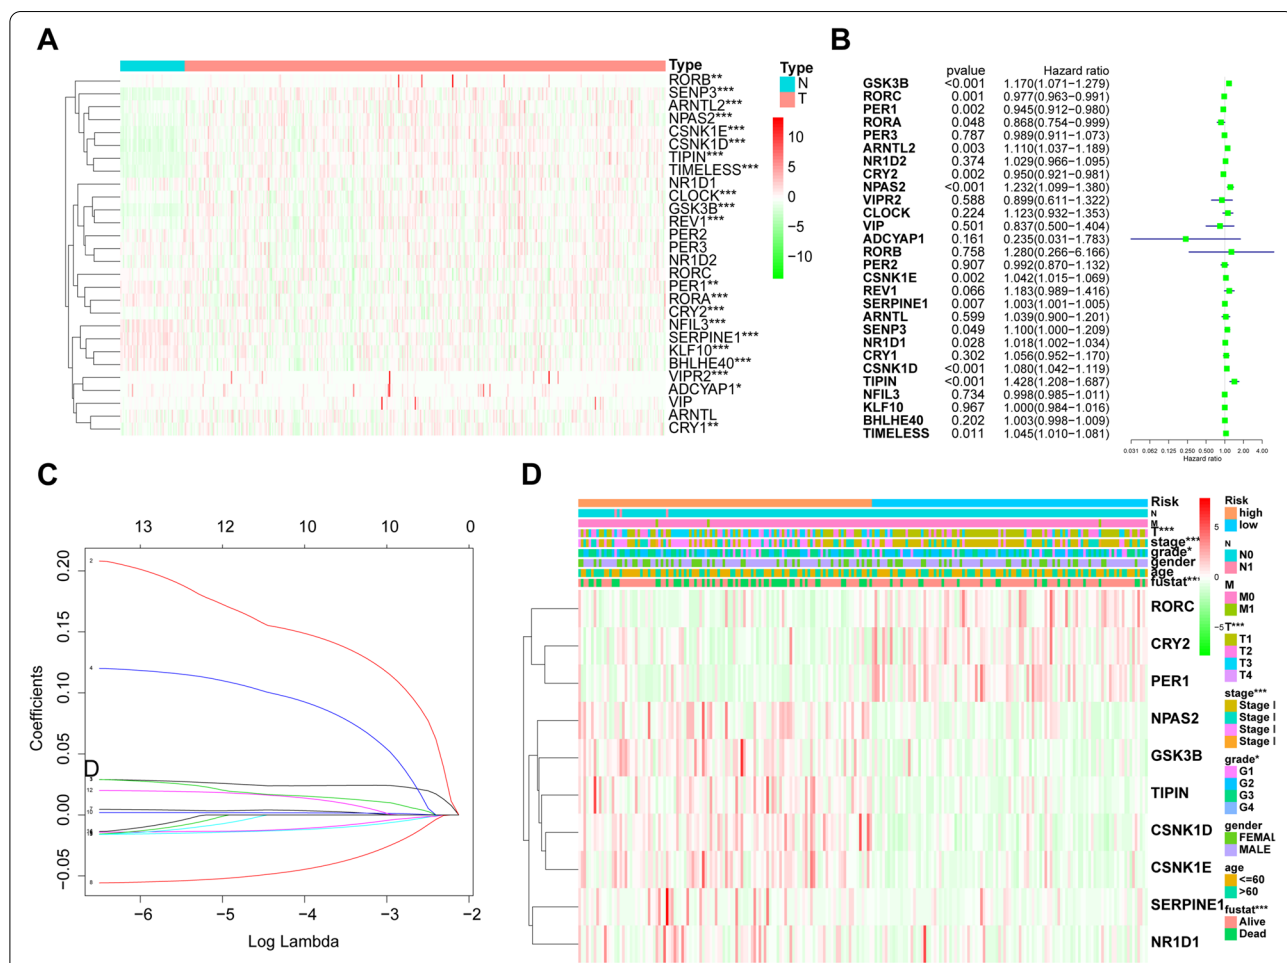 A
Type
RORB**
SENP3***
ARNTL2***
NPAS2***
CSNK1E***
CSNK1D***
TIPIN***
TIMELESS***
NR1D1
CLOCK***
GSK3B***
REV1***
PER2
PER3
NR1D2
RORC
PER1**
RORA***
CRY2***
NFIL3***
SERPINE1***
KLF10***
BHLHE40***
VIPR2***
ADCYAP1*
VIP
ARNTL
CRY1**
Type
N
T
10
5
0
−5
−10
B
pvalue Hazard ratio
GSK3B <0.001 1.170(1.071−1.279)
RORC 0.001 0.977(0.963−0.991)
PER1 0.002 0.945(0.912−0.980)
RORA 0.048 0.868(0.754−0.999)
PER3 0.787 0.989(0.911−1.073)
ARNTL2 0.003 1.110(1.037−1.189)
NR1D2 0.374 1.029(0.966−1.095)
CRY2 0.002 0.950(0.921−0.981)
NPAS2 <0.001 1.232(1.099−1.380)
VIPR2 0.588 0.899(0.611−1.322)
CLOCK 0.224 1.123(0.932−1.353)
VIP 0.501 0.837(0.500−1.404)
ADCYAP1 0.161 0.235(0.031−1.783)
RORB 0.758 1.280(0.266−6.166)
PER2 0.907 0.992(0.870−1.132)
CSNK1E 0.002 1.042(1.015−1.069)
REV1 0.066 1.183(0.989−1.416)
SERPINE1 0.007 1.003(1.001−1.005)
ARNTL 0.599 1.039(0.900−1.201)
SENP3 0.049 1.100(1.000−1.209)
NR1D1 0.028 1.018(1.002−1.034)
CRY1 0.302 1.056(0.952−1.170)
CSNK1D <0.001 1.080(1.042−1.119)
TIPIN <0.001 1.428(1.208−1.687)
NFIL3 0.734 0.998(0.985−1.011)
KLF10 0.967 1.000(0.984−1.016)
BHLHE40 0.202 1.003(0.998−1.009)
TIMELESS 0.011 1.045(1.010−1.081)
0.031 0.062 0.125 0.250 0.500 1.00 2.00 4.00
Hazard ratio
C
13 12 10 10 0
0.20
0.15
0.10
0.05
0.00
−0.05
Coefficients
2
4
D
12
7
10
8
−6 −5 −4 −3 −2
Log Lambda
D
Risk
N
M
T***
stage***
grade*
gender
age
fustat***
RORC
CRY2
PER1
NPAS2
GSK3B
TIPIN
CSNK1D
CSNK1E
SERPINE1
NR1D1
5
0
−5
Risk
high
low
N
N0
N1
M
M0
M1
T***
T1
T2
T3
T4
stage***
Stage I
Stage I
Stage I
Stage I
grade*
G1
G2
G3
G4
gender
FEMAL
MALE
age
<=60
>60
fustat***
Alive
Dead